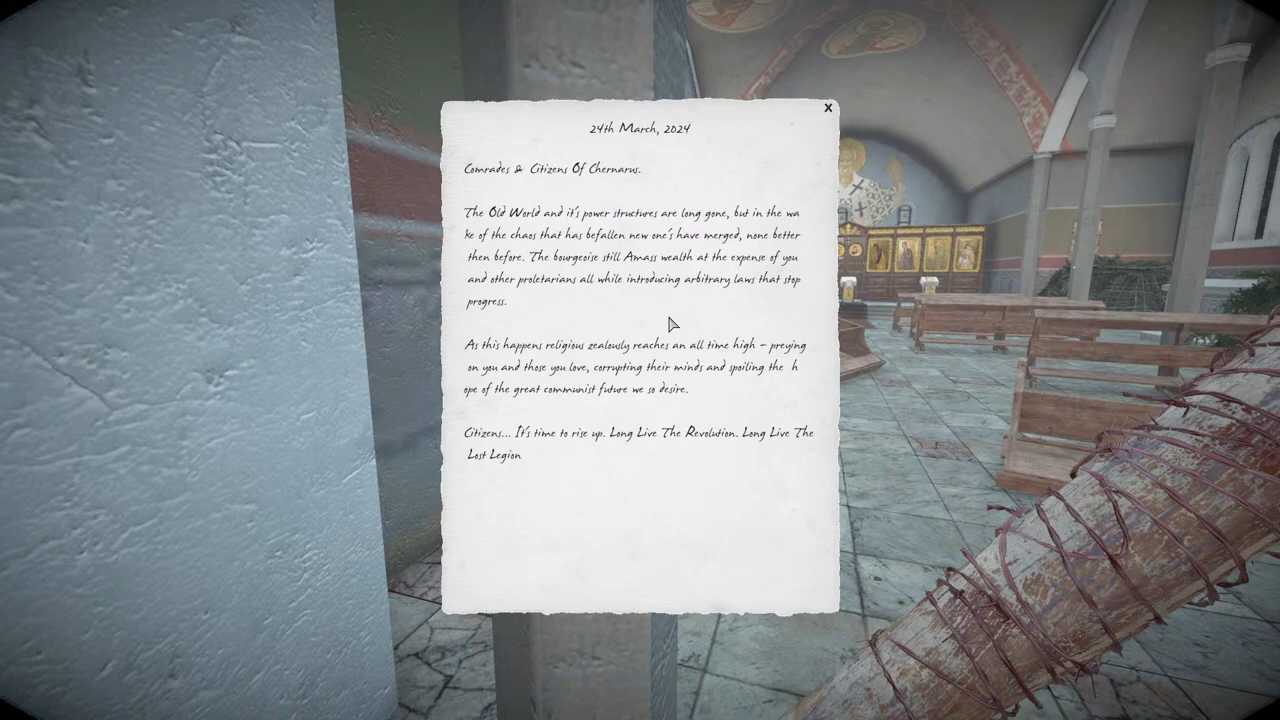 x
24th March, 2024
Comrades & Citizens Of Chernarus.
The Old World and it's power structures are long gone, but in the wa
ke of the chaos that has befallen new one's have merged, none better
then before. The bourgeoise still Amass wealth at the expense of you
and other proletarians all while introducing arbitrary laws that stop
progress.
As this happens religious zealously reaches an all time high - preying
on you and those you love, corrupting their minds and spoiling the h
ope of the great communist future we so desire.
Citizens... It's time to rise up. Long Live The Revolution. Long Live The
Lost Legion